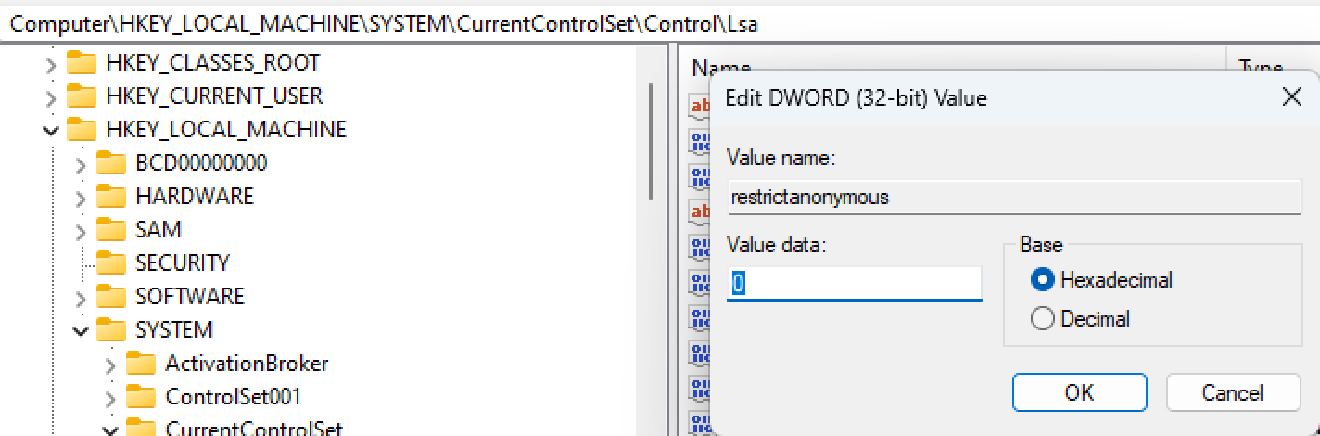 Computer\HKEY_LOCAL_MACHINE\SYSTEM\CurrentControlSet\Control\Lsa
HKEY_CLASSES_ROOT
HKEY_CURRENT_USER
HKEY_LOCAL_MACHINE
BCD00000000
HARDWARE
SAM
SECURITY
SOFTWARE
SYSTEM
ActivationBroker
ControlSet001
CurrentControlSet
Name Type
Edit DWORD (32-bit) Value
Value name:
restrictanonymous
Value data:
0
Base
Hexadecimal
Decimal
OK Cancel